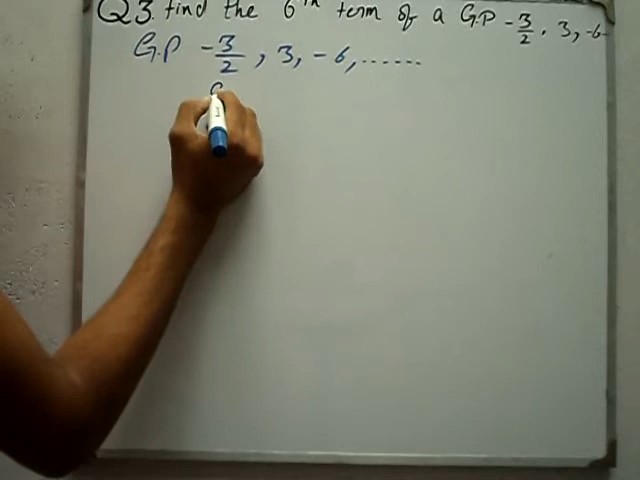 Q3. find the 6th term of a G.P -3/2, 3, -6
G.P -3/2, 3, -6, ......